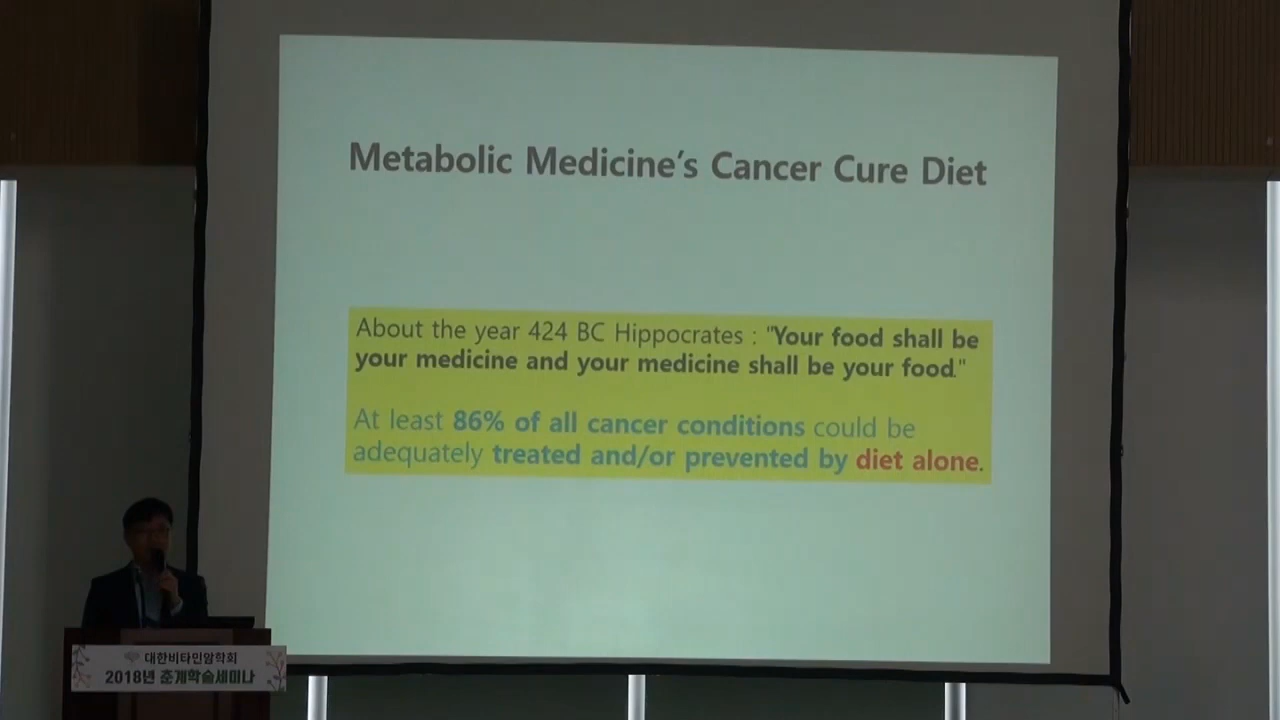 Metabolic Medicine's Cancer Cure Diet
About the year 424 BC Hippocrates : "Your food shall be
your medicine and your medicine shall be your food."
At least 86% of all cancer conditions could be
adequately treated and/or prevented by diet alone.
대한비타민암학회
2018년 춘계학술세미나